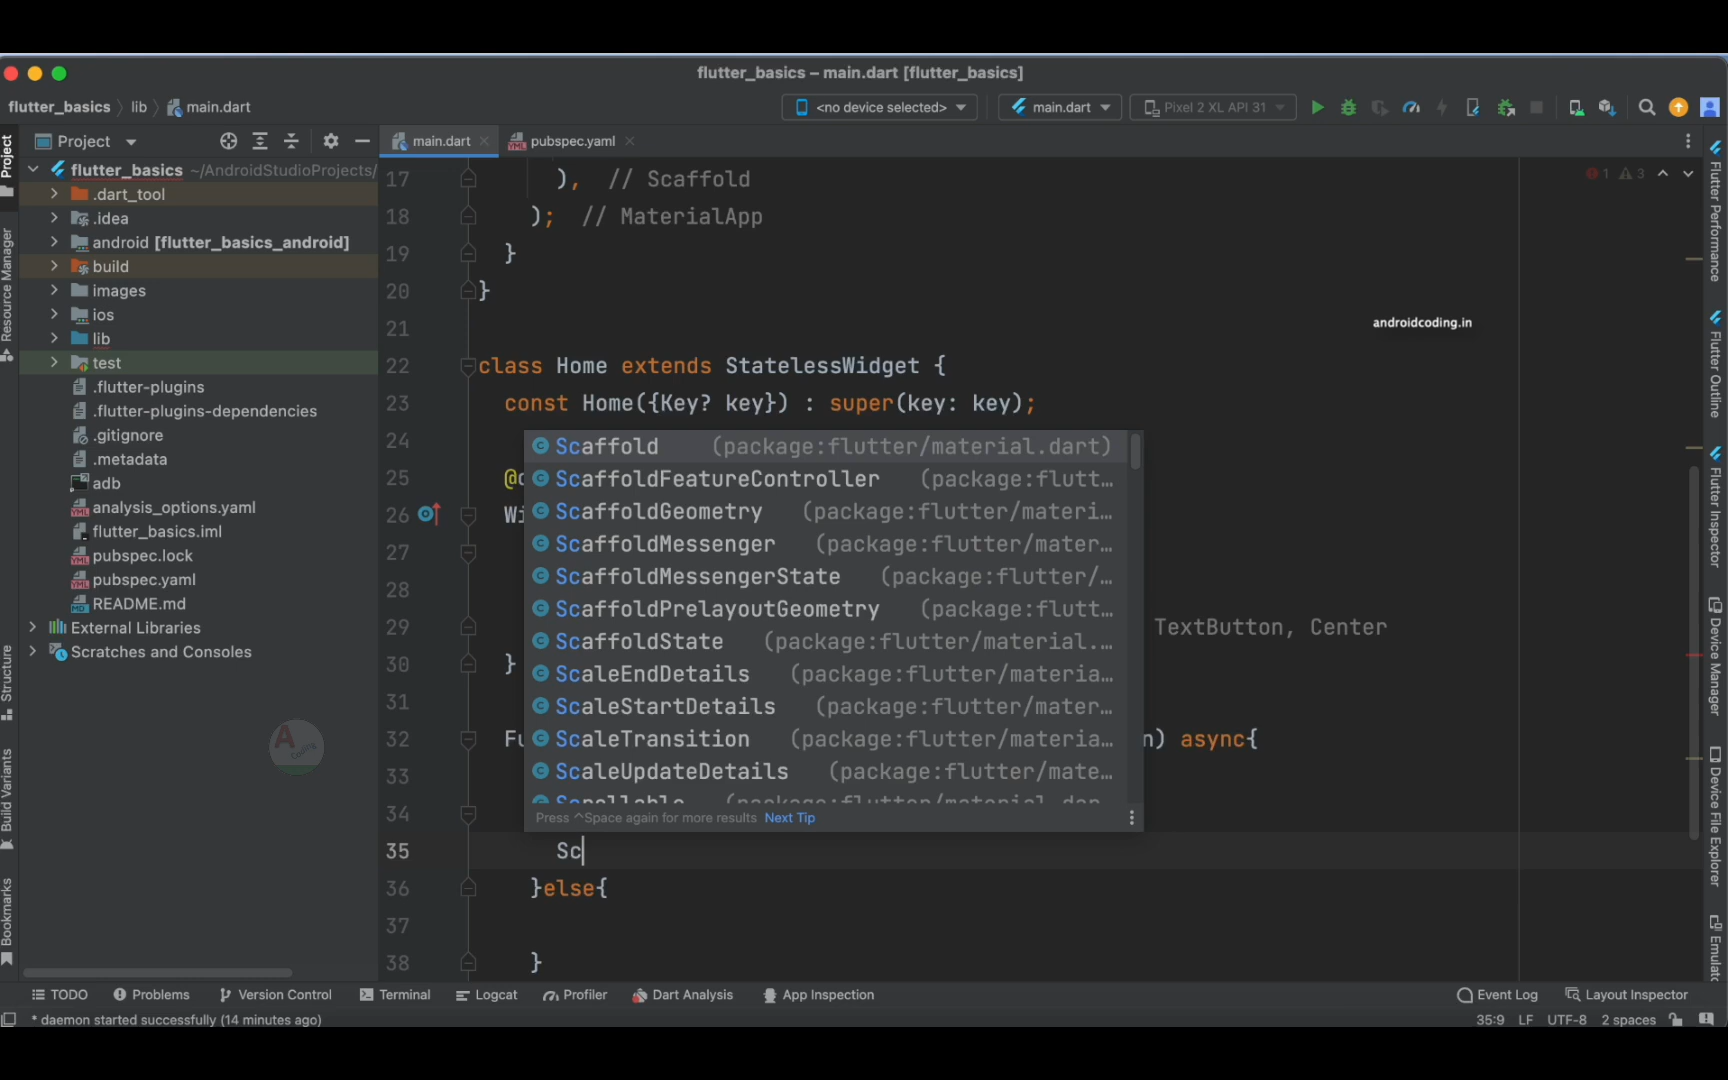 flutter_basics – main.dart [flutter_basics]
flutter_basics lib main.dart
<no device selected> main.dart Pixel 2 XL API 31
Project
main.dart
pubspec.yaml
flutter_basics ~/AndroidStudioProjects/
.dart_tool
.idea
android [flutter_basics_android]
build
images
ios
lib
test
.flutter-plugins
.flutter-plugins-dependencies
.gitignore
.metadata
adb
analysis_options.yaml
flutter_basics.iml
pubspec.lock
pubspec.yaml
README.md
External Libraries
Scratches and Consoles
Project
Resource Manager
Structure
Build Variants
Bookmarks
1 3
17 ), // Scaffold
18 ); // MaterialApp
19 }
20 }
21
androidcoding.in
22 class Home extends StatelessWidget {
23 const Home({Key? key}) : super(key: key);
24
25
26
27
28
29 TextButton, Center
30 }
31
32 async{
33
34
35 Sc
36 }else{
37
38 }
Scaffold (package:flutter/material.dart)
ScaffoldFeatureController (package:flutt…
ScaffoldGeometry (package:flutter/materi…
ScaffoldMessenger (package:flutter/mater…
ScaffoldMessengerState (package:flutter/…
ScaffoldPrelayoutGeometry (package:flutt…
ScaffoldState (package:flutter/material.…
ScaleEndDetails (package:flutter/materia…
ScaleStartDetails (package:flutter/mater…
ScaleTransition (package:flutter/materia…
ScaleUpdateDetails (package:flutter/mate…
Press ^Space again for more results Next Tip
Flutter Performance
Flutter Outline
Flutter Inspector
Device Manager
Device File Explorer
TODO Problems Version Control Terminal Logcat Profiler Dart Analysis App Inspection Event Log Layout Inspector
* daemon started successfully (14 minutes ago) 35:9 LF UTF-8 2 spaces